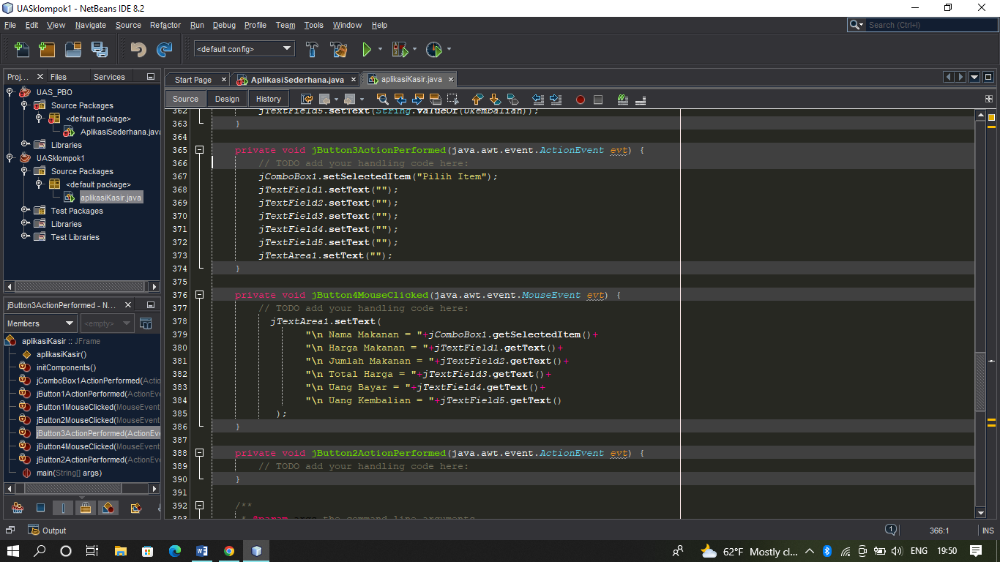 UASklompok1 - NetBeans IDE 8.2
File Edit View Navigate Source Refactor Run Debug Profile Team Tools Window Help
Search (Ctrl+I)
<default config>
Proj... Files Services
UAS_PBO
Source Packages
<default package>
AplikasiSederhana.java
Libraries
UASklompok1
Source Packages
<default package>
aplikasiKasir.java
Test Packages
Libraries
Test Libraries
jButton3ActionPerformed - N...
Members <empty>
aplikasiKasir :: JFrame
aplikasiKasir()
initComponents()
jComboBox1ActionPerformed(Actio
jButton1ActionPerformed(ActionEv
jButton1MouseClicked(MouseEvent
jButton2MouseClicked(MouseEvent
jButton3ActionPerformed(ActionEv
jButton4MouseClicked(MouseEvent
jButton2ActionPerformed(ActionEv
main(String[] args)
Start Page AplikasiSederhana.java aplikasiKasir.java
Source Design History
362 jTextField5.setText(String.valueOf(Ukembalian));
363 }
364
365 private void jButton3ActionPerformed(java.awt.event.ActionEvent evt) {
366 // TODO add your handling code here:
367 jComboBox1.setSelectedItem("Pilih Item");
368 jTextField1.setText("");
369 jTextField2.setText("");
370 jTextField3.setText("");
371 jTextField4.setText("");
372 jTextField5.setText("");
373 jTextArea1.setText("");
374 }
375
376 private void jButton4MouseClicked(java.awt.event.MouseEvent evt) {
377 // TODO add your handling code here:
378 jTextArea1.setText(
379 "\n Nama Makanan = "+jComboBox1.getSelectedItem()+
380 "\n Harga Makanan = "+jTextField1.getText()+
381 "\n Jumlah Makanan = "+jTextField2.getText()+
382 "\n Total Harga = "+jTextField3.getText()+
383 "\n Uang Bayar = "+jTextField4.getText()+
384 "\n Uang Kembalian = "+jTextField5.getText()
385 );
386 }
387
388 private void jButton2ActionPerformed(java.awt.event.ActionEvent evt) {
389 // TODO add your handling code here:
390 }
391
392 /**
393 * @param args the command line arguments
Output
1 366:1 INS
62°F Mostly cl... ENG 19:50